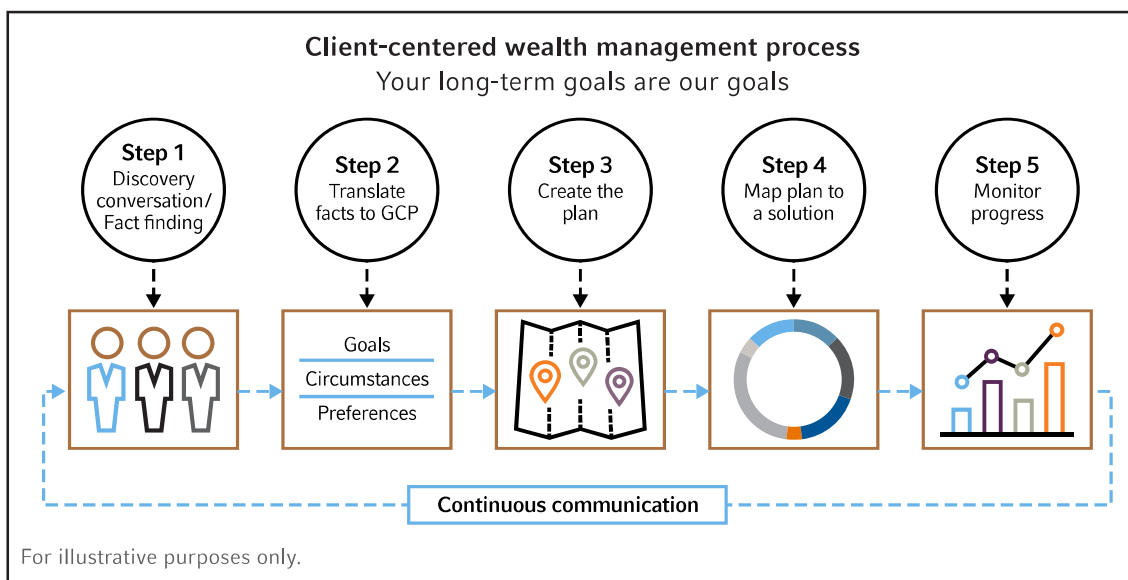 Client-centered wealth management process
Your long-term goals are our goals
Step 1
Discovery
conversation/
Fact finding
Step 2
Translate
facts to GCP
Step 3
Create the
plan
Step 4
Map plan to
a solution
Step 5
Monitor
progress
Goals
Circumstances
Preferences
Continuous communication
For illustrative purposes only.